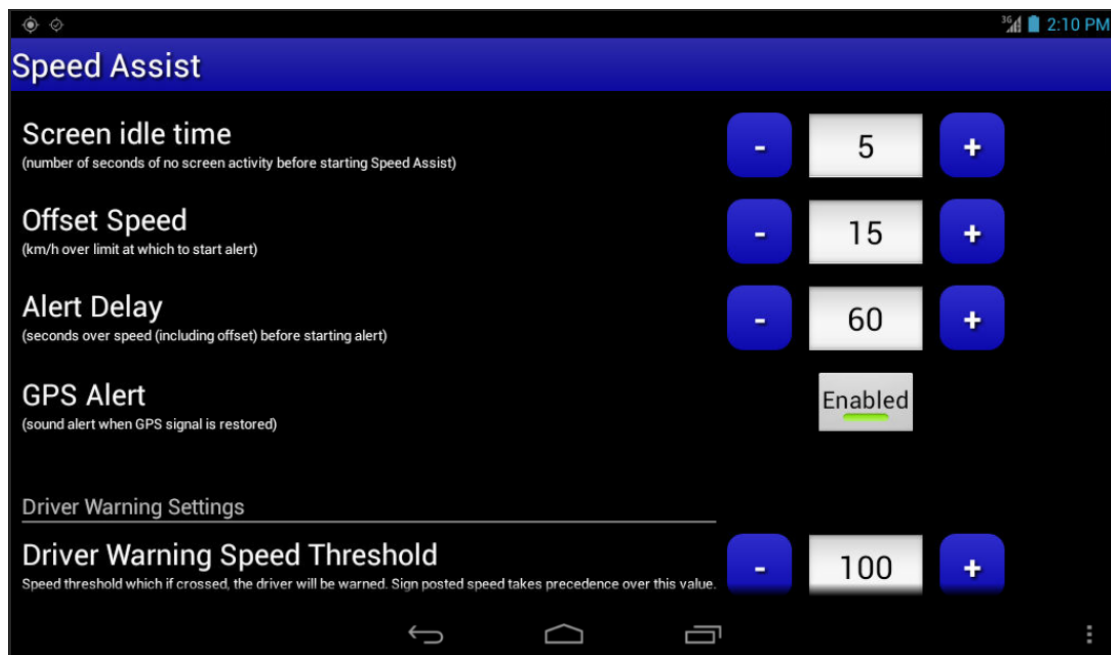 3G 2:10 PM
Speed Assist
Screen idle time
(number of seconds of no screen activity before starting Speed Assist)
- 5 +
Offset Speed
(km/h over limit at which to start alert)
- 15 +
Alert Delay
(seconds over speed (including offset) before starting alert)
- 60 +
GPS Alert
(sound alert when GPS signal is restored)
Enabled
Driver Warning Settings
Driver Warning Speed Threshold
Speed threshold which if crossed, the driver will be warned. Sign posted speed takes precedence over this value.
- 100 +